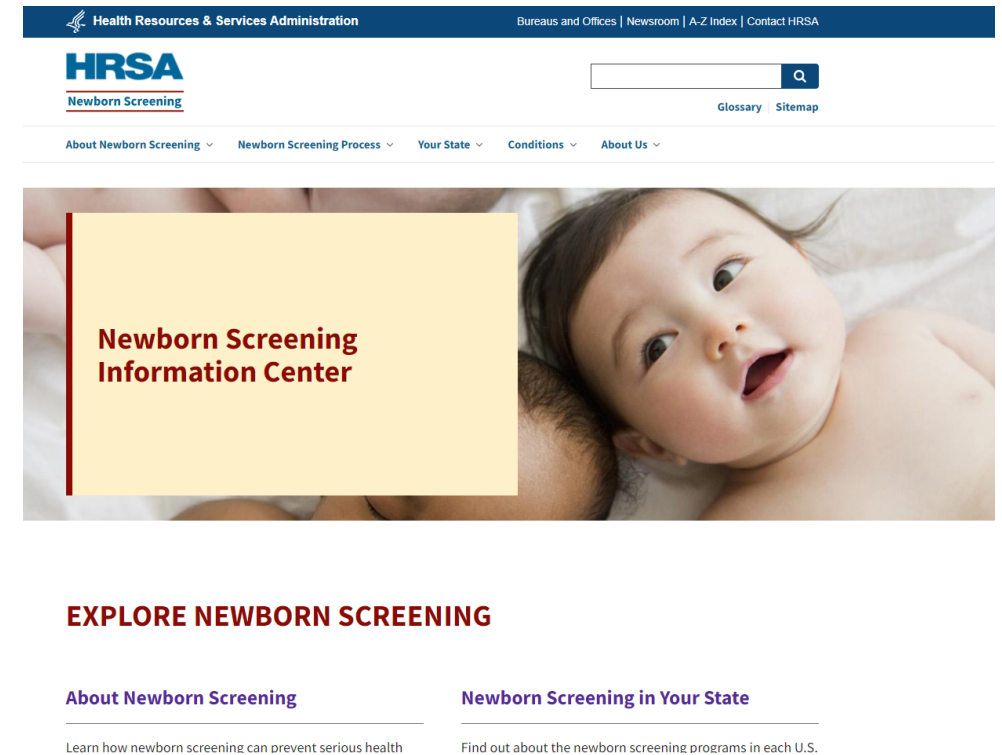 Health Resources & Services Administration
Bureaus and Offices | Newsroom | A-Z Index | Contact HRSA
HRSA
Newborn Screening
Glossary | Sitemap
About Newborn Screening Newborn Screening Process Your State Conditions About Us
Newborn Screening
Information Center
EXPLORE NEWBORN SCREENING
About Newborn Screening
Learn how newborn screening can prevent serious health
Newborn Screening in Your State
Find out about the newborn screening programs in each U.S.